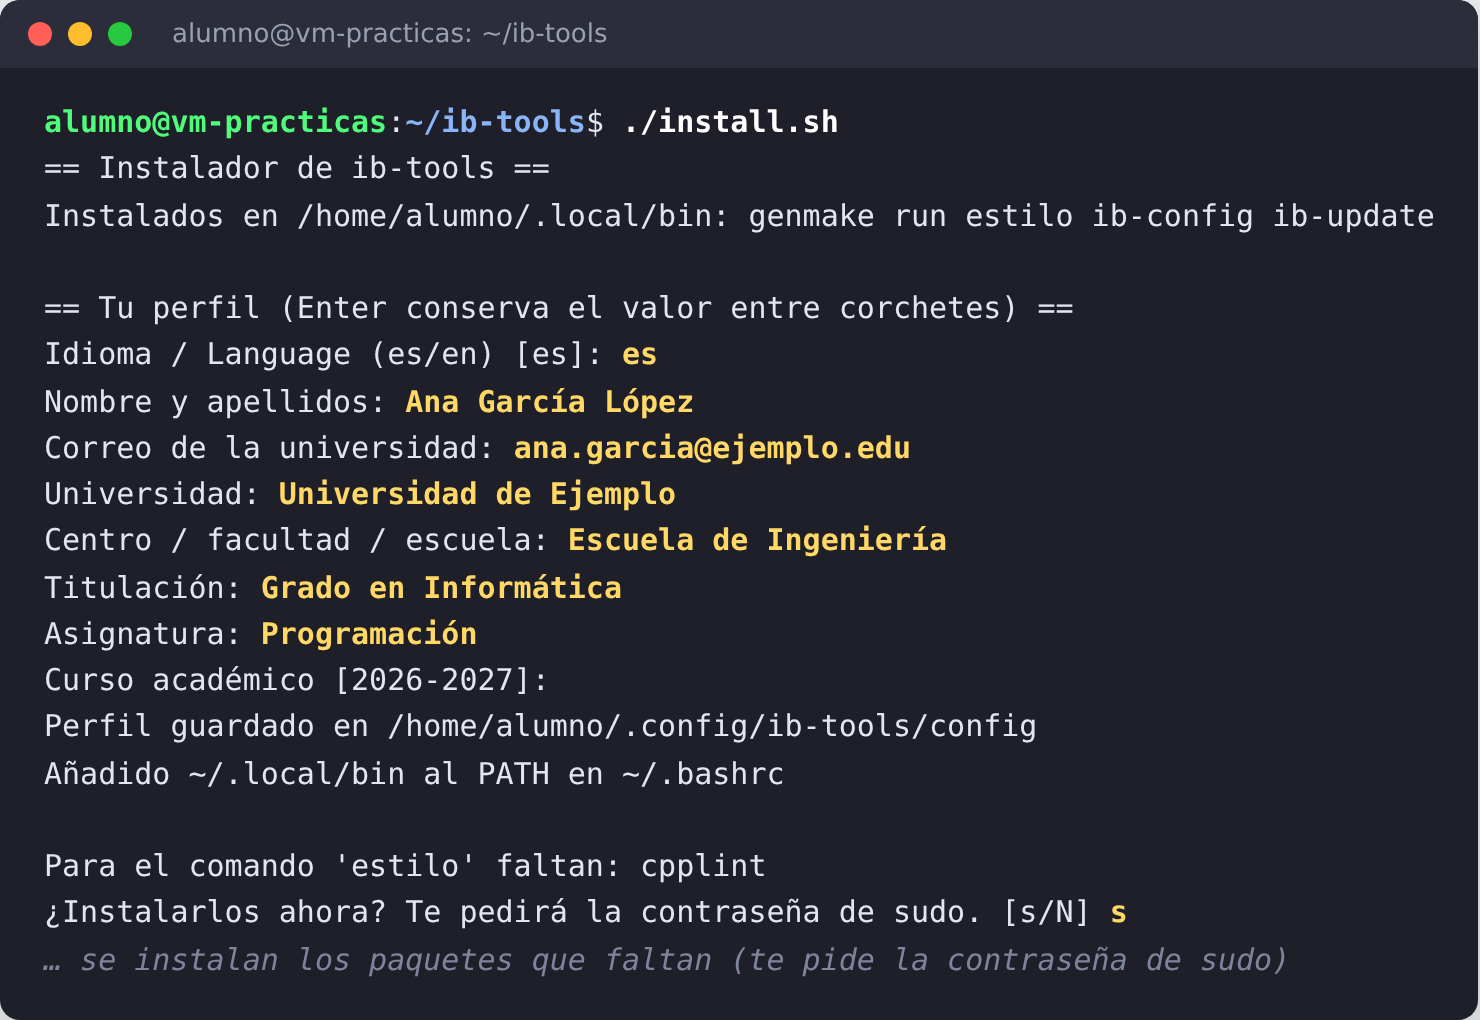 alumno@vm-practicas: ~/ib-tools
alumno@vm-practicas:~/ib-tools$ ./install.sh
== Instalador de ib-tools ==
Instalados en /home/alumno/.local/bin: genmake run estilo ib-config ib-update
== Tu perfil (Enter conserva el valor entre corchetes) ==
Idioma / Language (es/en) [es]: es
Nombre y apellidos: Ana García López
Correo de la universidad: ana.garcia@ejemplo.edu
Universidad: Universidad de Ejemplo
Centro / facultad / escuela: Escuela de Ingeniería
Titulación: Grado en Informática
Asignatura: Programación
Curso académico [2026-2027]:
Perfil guardado en /home/alumno/.config/ib-tools/config
Añadido ~/.local/bin al PATH en ~/.bashrc
Para el comando 'estilo' faltan: cpplint
¿Instalarlos ahora? Te pedirá la contraseña de sudo. [s/N] s
… se instalan los paquetes que faltan (te pide la contraseña de sudo)